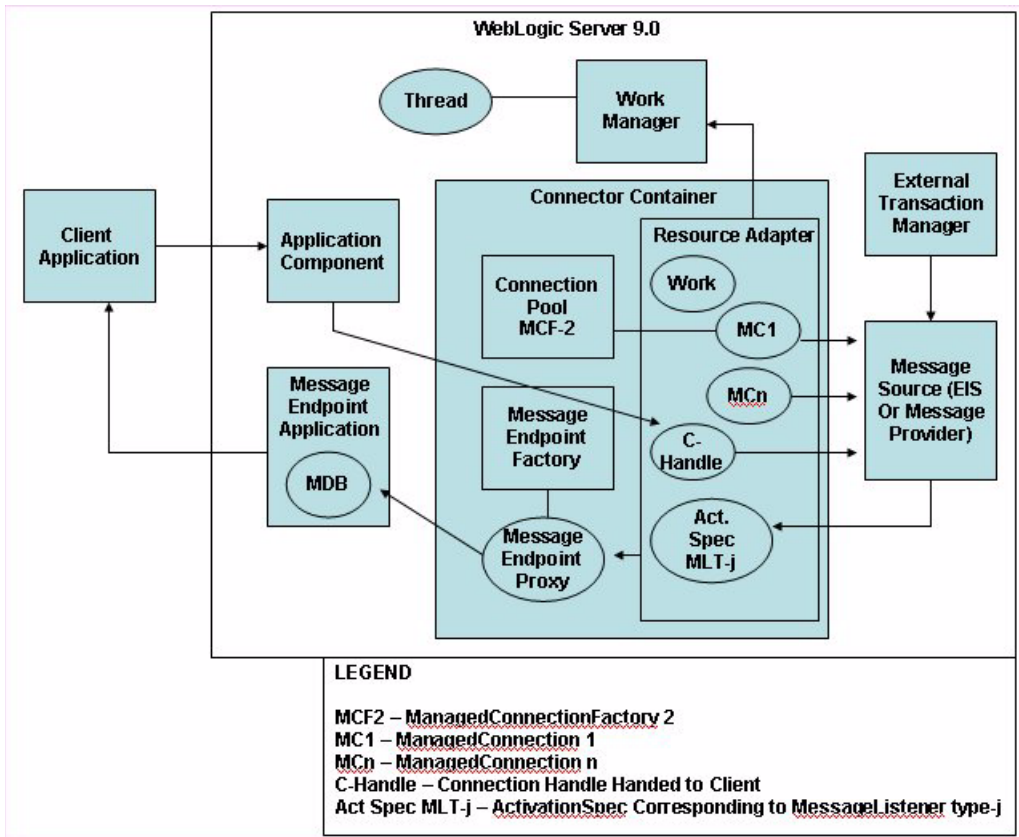 WebLogic Server 9.0
Thread
Work
Manager
External
Transaction
Manager
Connector Container
Client
Application
Application
Component
Resource Adapter
Work
Connection
Pool
MCF-2
MC1
Message
Source (EIS
Or Message
Provider)
Message
Endpoint
Application
MCn
Message
Endpoint
Factory
C-
Handle
MDB
Act.
Spec
MLT-j
Message
Endpoint
Proxy
LEGEND
MCF2 – ManagedConnectionFactory 2
MC1 – ManagedConnection 1
MCn – ManagedConnection n
C-Handle – Connection Handle Handed to Client
Act Spec MLT-j – ActivationSpec Corresponding to MessageListener type-j